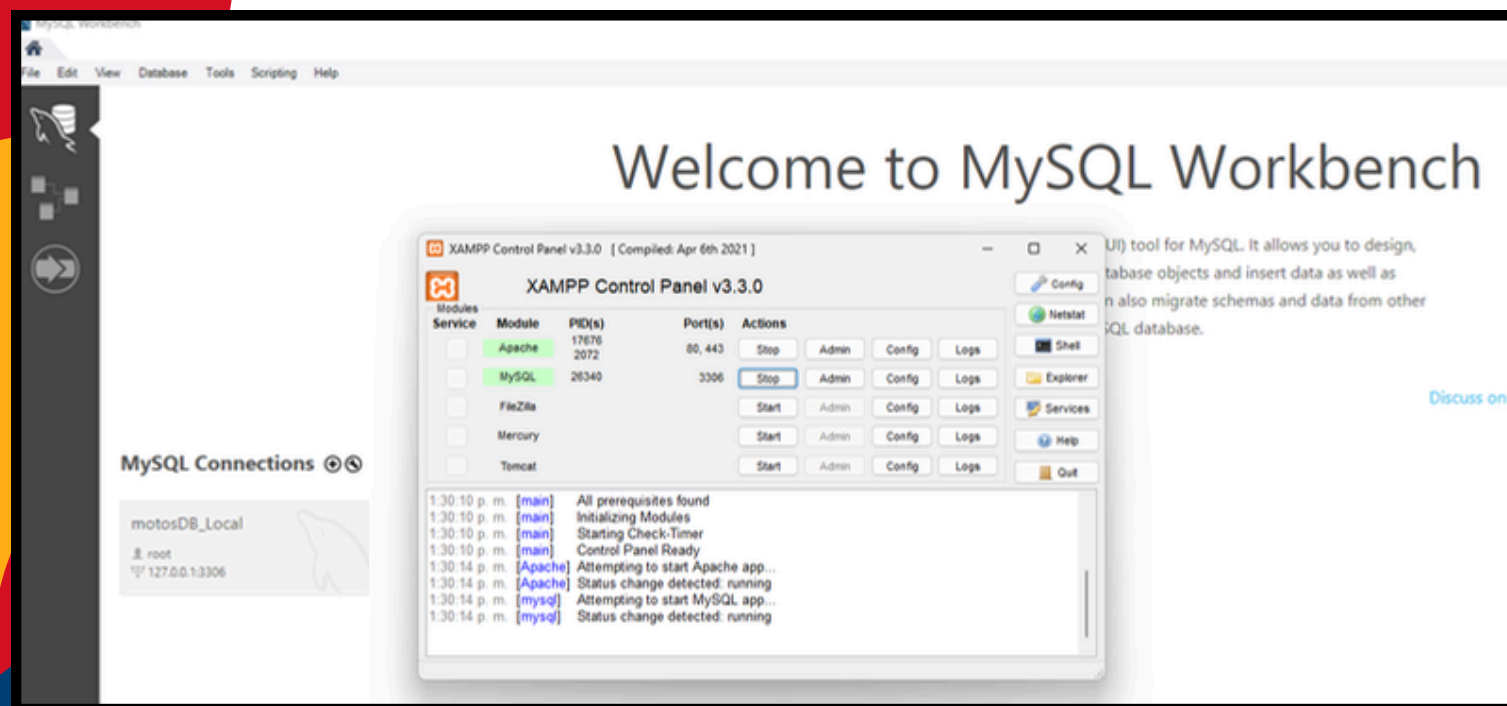 MySQL Workbench
File Edit View Database Tools Scripting Help
Welcome to MySQL Workbench
UI) tool for MySQL. It allows you to design,
tabase objects and insert data as well as
n also migrate schemas and data from other
SQL database.
Discuss on
MySQL Connections
motosDB_Local
root
127.0.0.1:3306
XAMPP Control Panel v3.3.0 [ Compiled: Apr 6th 2021 ]
XAMPP Control Panel v3.3.0
Modules
Service Module PID(s) Port(s) Actions
Apache 17676 2072 80, 443 Stop Admin Config Logs
MySQL 26340 3306 Stop Admin Config Logs
FileZilla Start Admin Config Logs
Mercury Start Admin Config Logs
Tomcat Start Admin Config Logs
Config
Netstat
Shell
Explorer
Services
Help
Quit
1:30:10 p. m. [main] All prerequisites found
1:30:10 p. m. [main] Initializing Modules
1:30:10 p. m. [main] Starting Check-Timer
1:30:10 p. m. [main] Control Panel Ready
1:30:14 p. m. [Apache] Attempting to start Apache app...
1:30:14 p. m. [Apache] Status change detected: running
1:30:14 p. m. [mysql] Attempting to start MySQL app...
1:30:14 p. m. [mysql] Status change detected: running